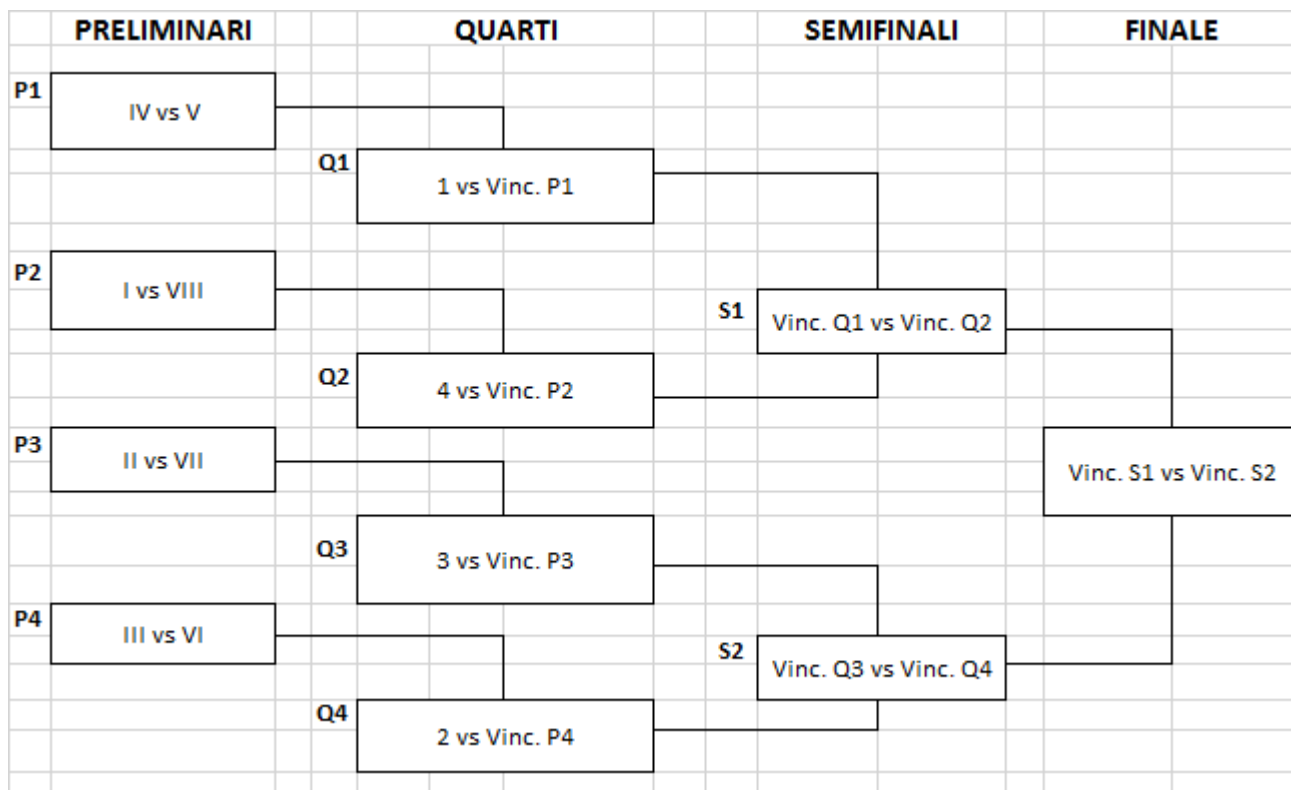 PRELIMINARI QUARTI SEMIFINALI FINALE
P1
IV vs V
Q1
1 vs Vinc. P1
P2
I vs VIII
S1
Vinc. Q1 vs Vinc. Q2
Q2
4 vs Vinc. P2
P3
II vs VII
Vinc. S1 vs Vinc. S2
Q3
3 vs Vinc. P3
P4
III vs VI
S2
Vinc. Q3 vs Vinc. Q4
Q4
2 vs Vinc. P4